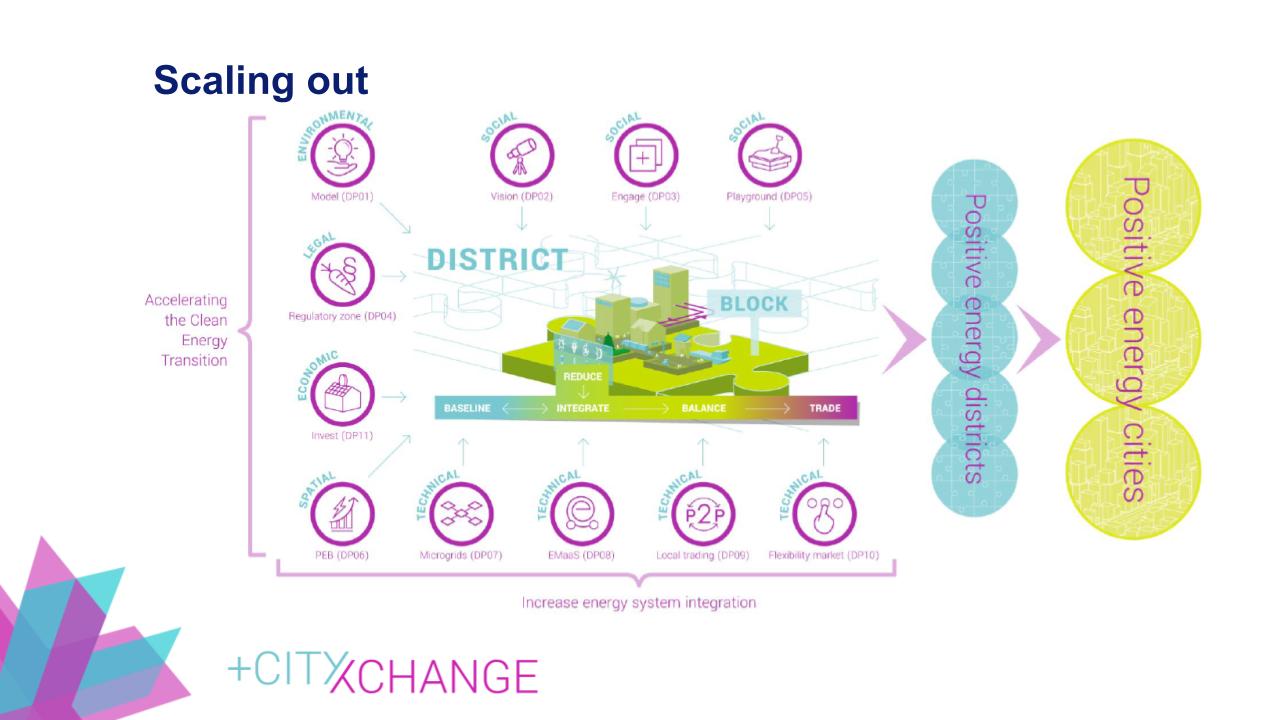 Scaling out
ENVIRONMENTAL
Model (DP01)
SOCIAL
Vision (DP02)
SOCIAL
Engage (DP03)
SOCIAL
Playground (DP05)
LEGAL
Regulatory zone (DP04)
DISTRICT
BLOCK
Accelerating
the Clean
Energy
Transition
ECONOMIC
Invest (DP11)
REDUCE
BASELINE
INTEGRATE
BALANCE
TRADE
SPATIAL
PEB (DP06)
TECHNICAL
Microgrids (DP07)
TECHNICAL
e
EMaaS (DP08)
TECHNICAL
P2P
Local trading (DP09)
TECHNICAL
Flexibility market (DP10)
Increase energy system integration
Positive energy districts
Positive energy cities
+CITYXCHANGE